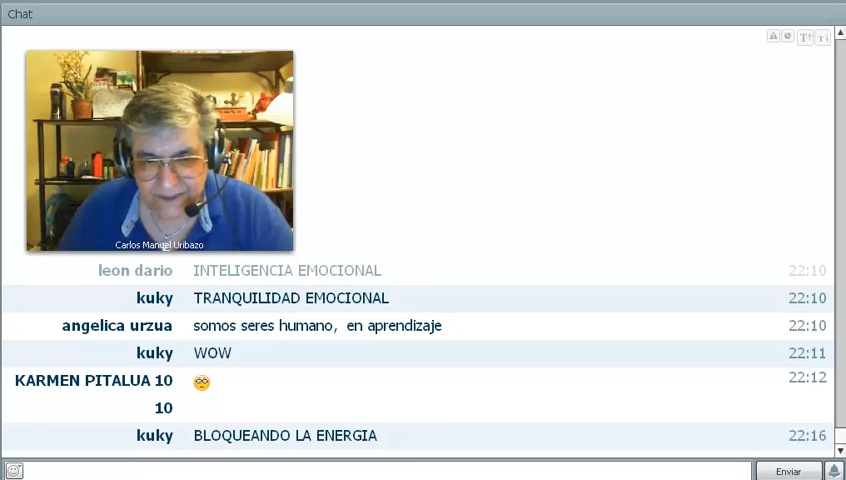 Chat
Carlos Manuel Uribazo
leon dario INTELIGENCIA EMOCIONAL 22:10
kuky TRANQUILIDAD EMOCIONAL 22:10
angelica urzua somos seres humano, en aprendizaje 22:10
kuky WOW 22:11
KARMEN PITALUA 10 22:12
10
kuky BLOQUEANDO LA ENERGIA 22:16
Enviar